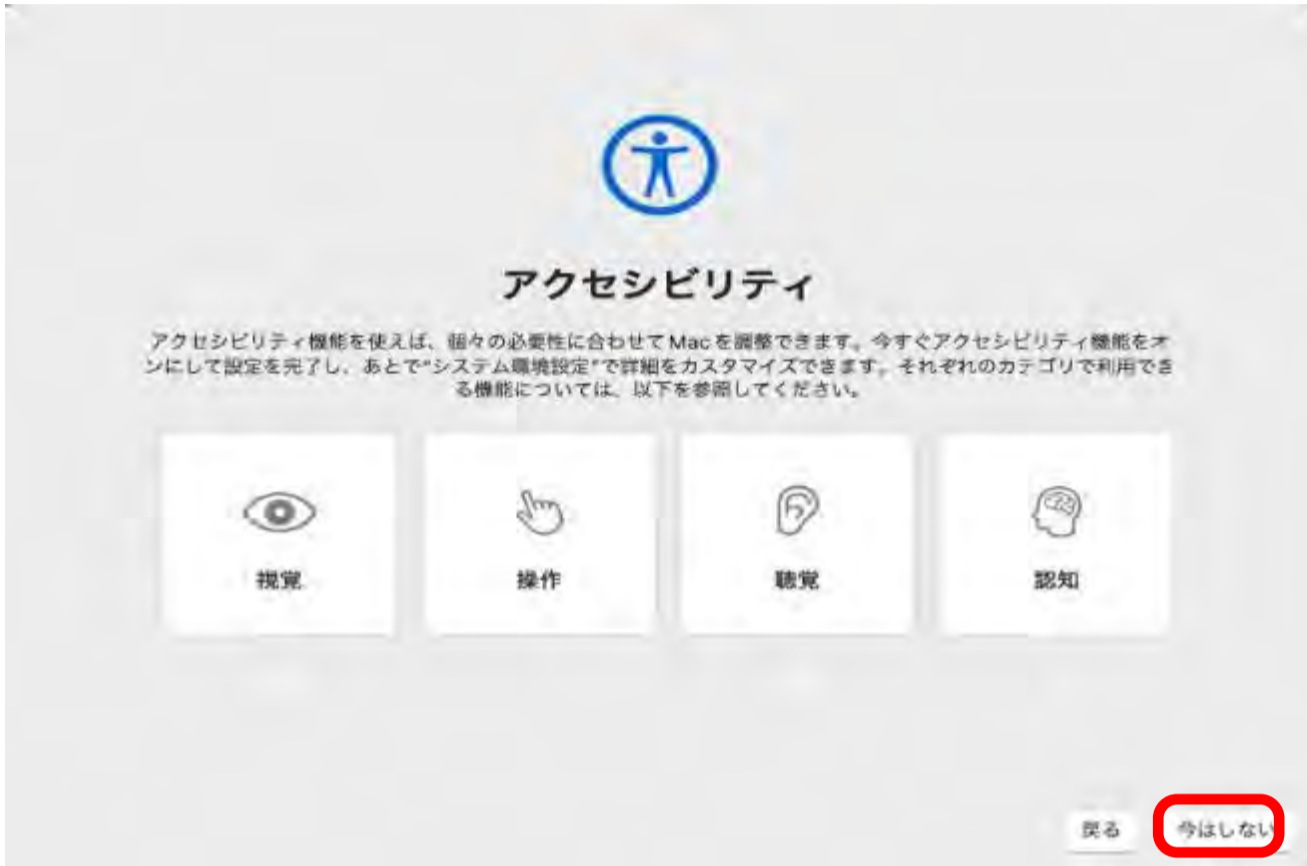 アクセシビリティ
アクセシビリティ機能を使えば、個々の必要性に合わせてMacを調整できます。今すぐアクセシビリティ機能をオ
ンにして設定を完了し、あとで“システム環境設定”で詳細をカスタマイズできます。それぞれのカテゴリで利用でき
る機能については、以下を参照してください。
視覚
操作
聴覚
認知
戻る
今はしない